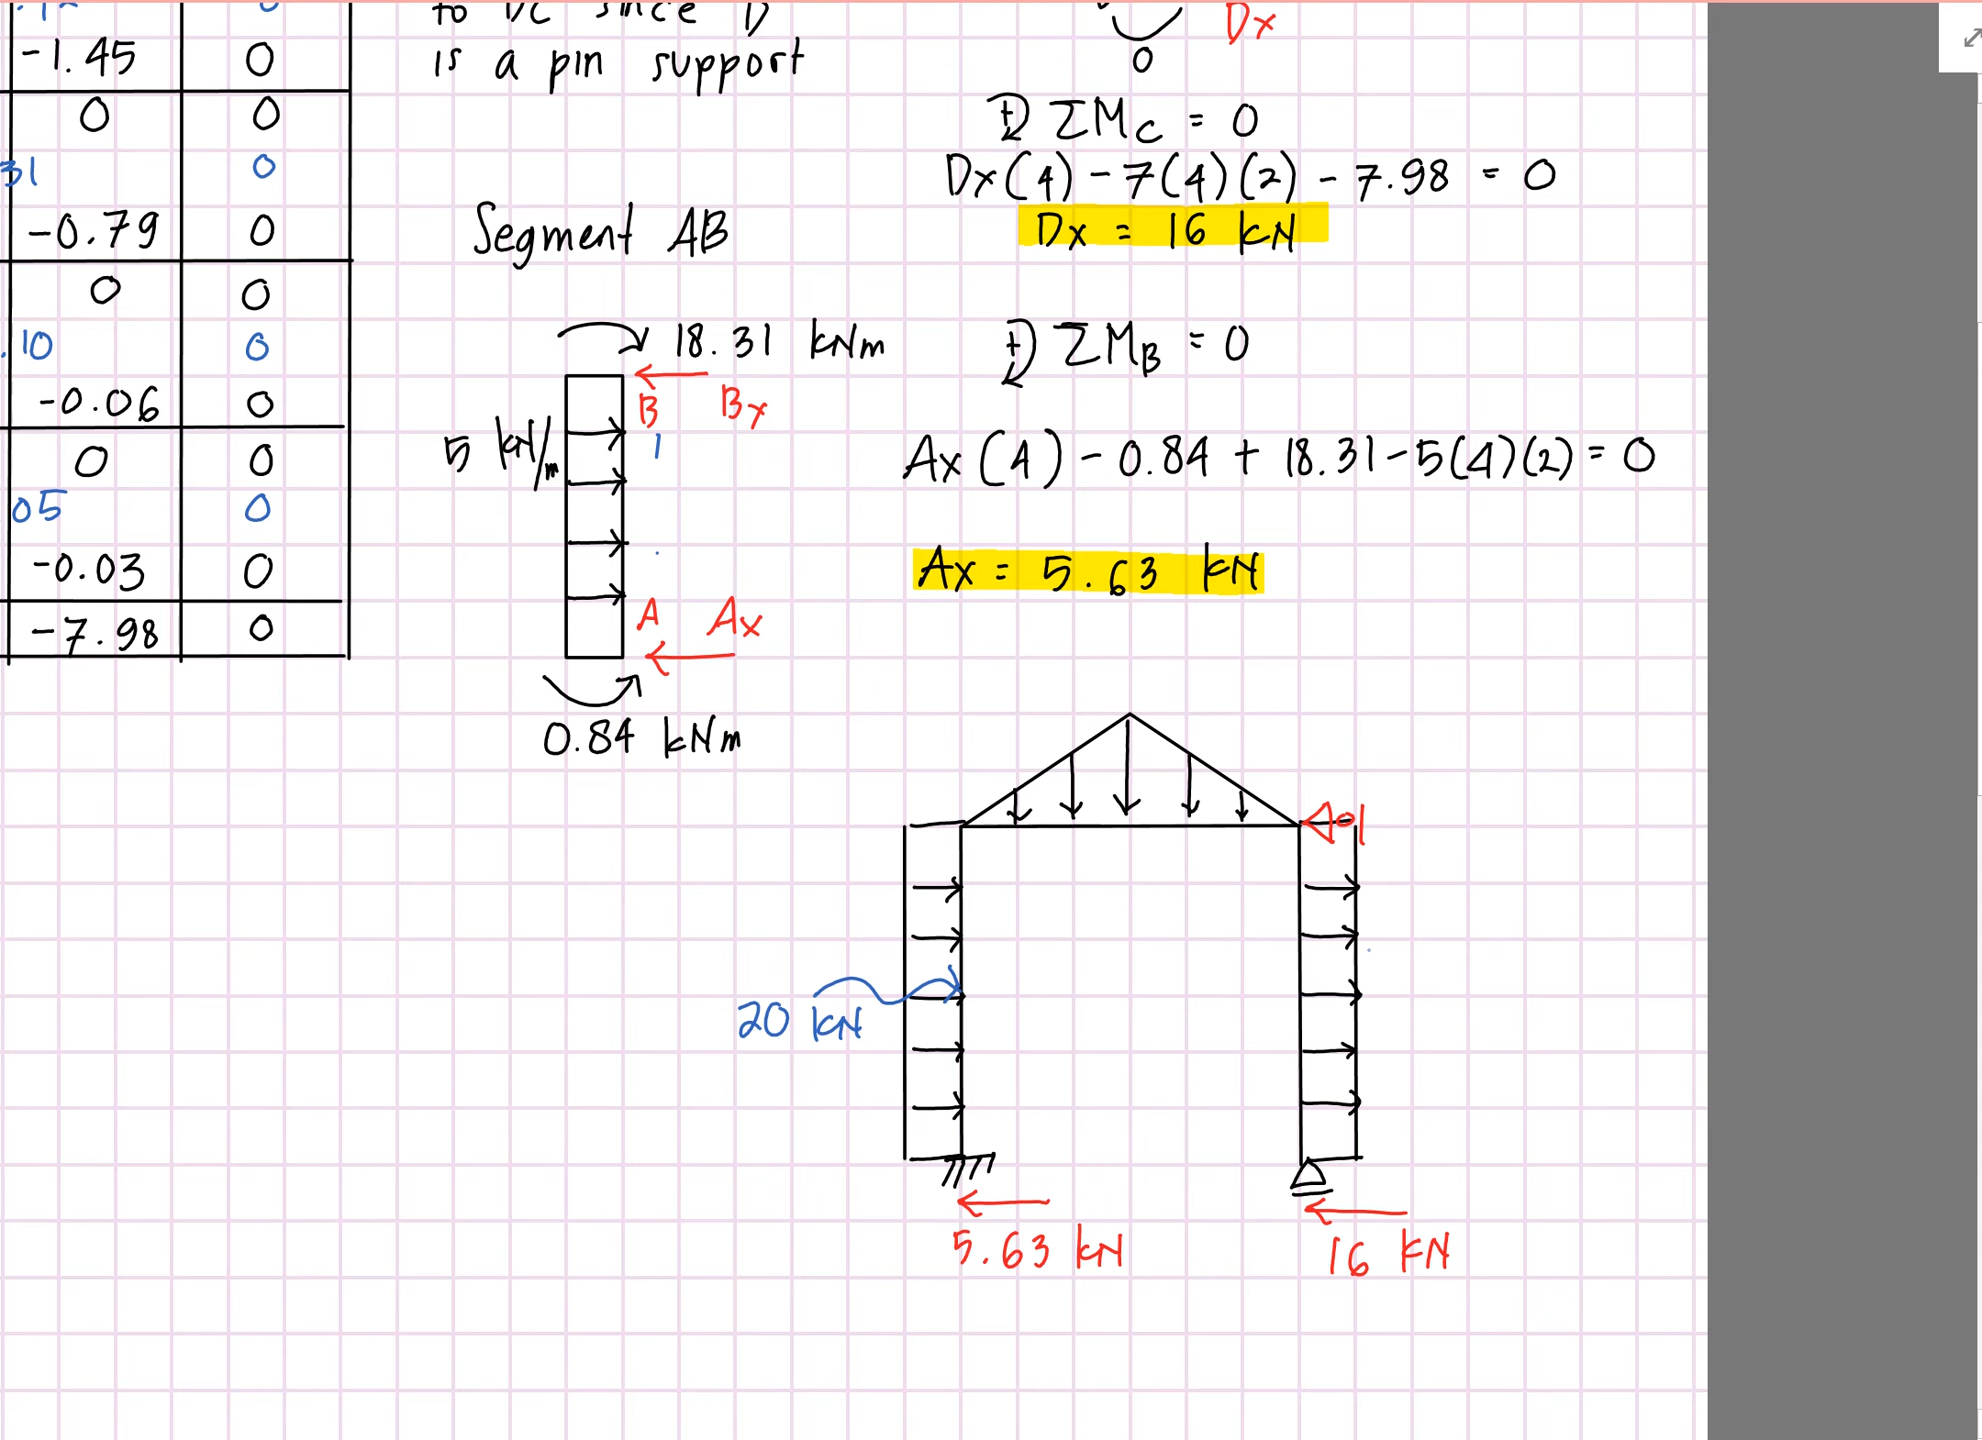 -1.45 0
0 0
31 0
-0.79 0
0 0
.10 0
-0.06 0
0 0
05 0
-0.03 0
-7.98 0
to DC since D
is a pin support
Segment AB
18.31 kNm
B Bx
5 kN/m
A Ax
0.84 kNm
Dx
0
+ ΣMC = 0
Dx(4) - 7(4)(2) - 7.98 = 0
Dx = 16 kN
+ ΣMB = 0
Ax(4) - 0.84 + 18.31 - 5(4)(2) = 0
Ax = 5.63 kN
20 kN
5.63 kN
16 kN